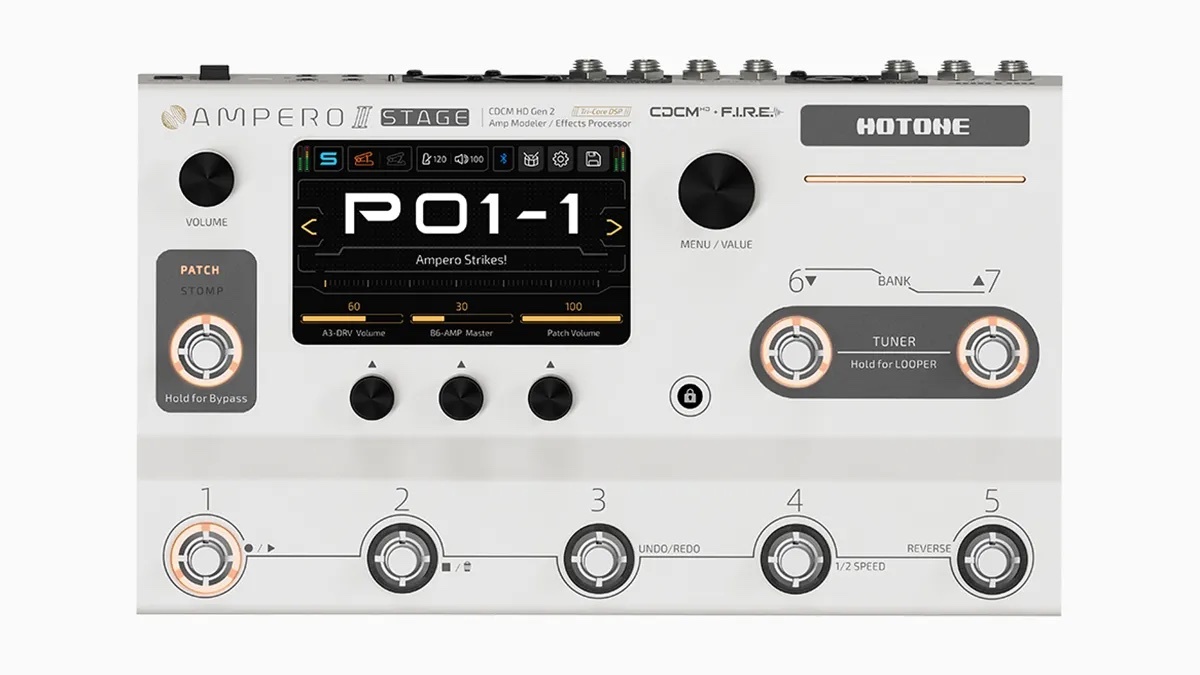 AMPERO II STAGE
CDCM HD Gen 2
Tri-Core DSP
Amp Modeler / Effects Processor
CDCM HD · F.I.R.E.
HOTONE
S
120
100
P01-1
Ampero Strikes!
60
30
100
A3-DRV Volume
B6-AMP Master
Patch Volume
VOLUME
MENU / VALUE
PATCH
STOMP
Hold for Bypass
6▼
BANK
▲7
TUNER
Hold for LOOPER
1
2
3
4
5
● / ▶
■ /
UNDO/REDO
1/2 SPEED
REVERSE